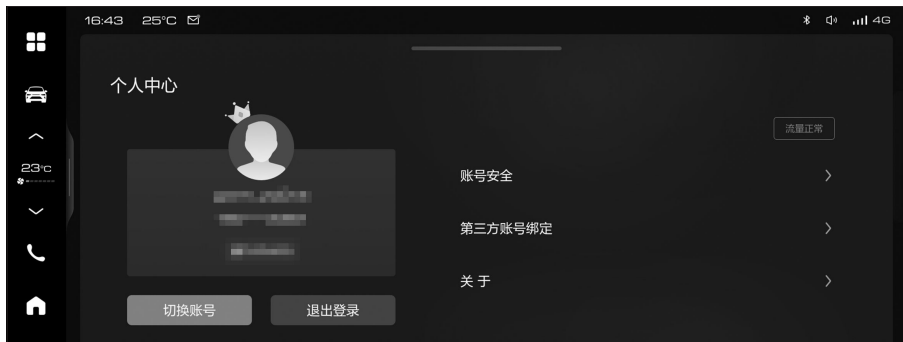 16:43 25°C 4G
个人中心
流量正常
23°C
账号安全
第三方账号绑定
关于
切换账号 退出登录